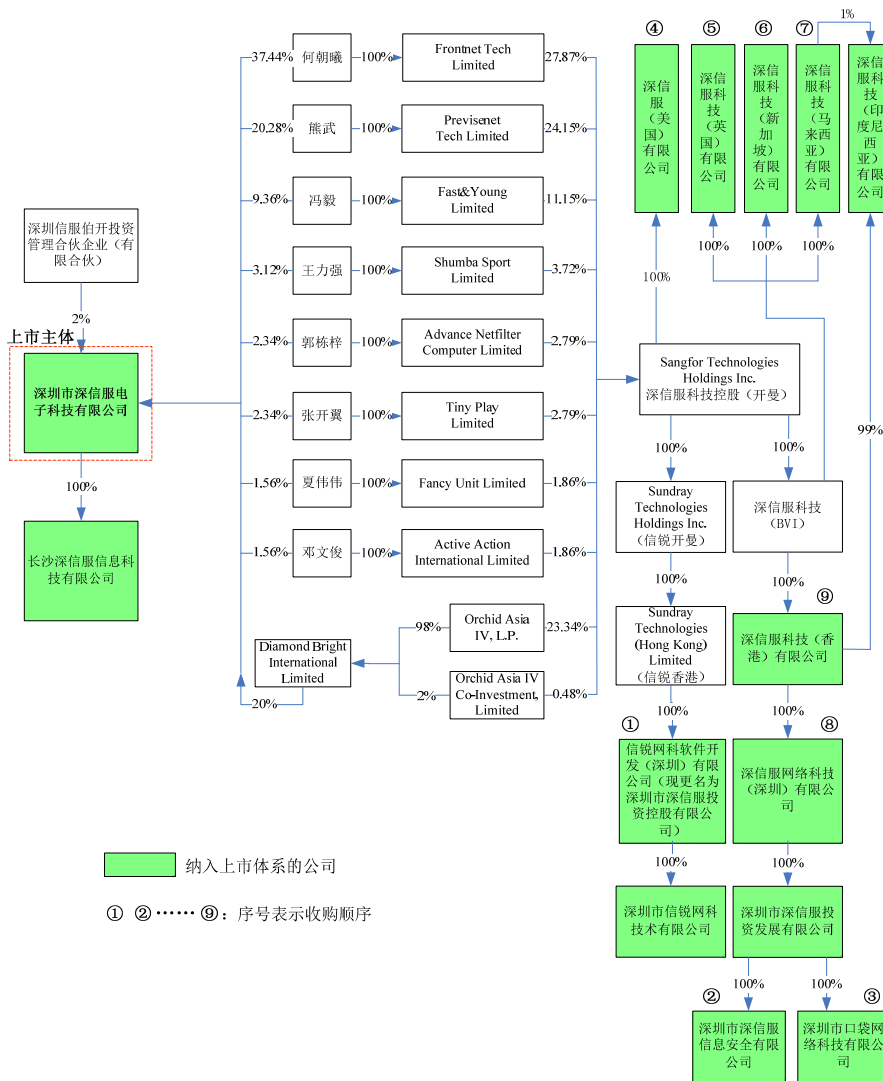 ④
⑤
⑥
⑦
1%
37.44%
何朝曦
100%
Frontnet Tech
Limited
27.87%
深信
服
（美
国）
有
限公
司
深信
服科
技
（英
国）
有限
公司
深信
服科
技
（新
加
坡）
有限
公司
深信
服科
技
（马
来西
亚）
有限
公司
深信
服科
技
（印
度尼
西
亚）
有限
公司
20.28%
熊武
100%
Previsenet
Tech Limited
24.15%
9.36%
冯毅
100%
Fast&Young
Limited
11.15%
深圳信服伯开投资
管理合伙企业（有
限合伙）
3.12%
王力强
100%
Shumba Sport
Limited
3.72%
100%
100%
100%
100%
2%
上市主体
2.34%
郭栋梓
100%
Advance Netfilter
Computer Limited
2.79%
深圳市深信服电
子科技有限公司
Sangfor Technologies
Holdings Inc.
深信服科技控股（开曼）
2.34%
张开翼
100%
Tiny Play
Limited
2.79%
99%
100%
100%
100%
1.56%
夏伟伟
100%
Fancy Unit Limited
1.86%
Sundray
Technologies
Holdings Inc.
（信锐开曼）
深信服科技
（BVI）
长沙深信服信息科
技有限公司
1.56%
邓文俊
100%
Active Action
International Limited
1.86%
100%
100%
⑨
98%
Orchid Asia
IV, L.P.
23.34%
Sundray
Technologies
(Hong Kong)
Limited
（信锐香港）
深信服科技（香
港）有限公司
Diamond Bright
International
Limited
2%
Orchid Asia IV
Co-Investment,
Limited
0.48%
20%
100%
100%
①
⑧
信锐网科软件开
发（深圳）有限
公司（现更名为
深圳市深信服投
资控股有限公
司）
深信服网络科技
（深圳）有限公
司
纳入上市体系的公司
100%
100%
① ②……⑨：序号表示收购顺序
深圳市信锐网科
技术有限公司
深圳市深信服投
资发展有限公司
100%
100%
②
③
深圳市深信服
信息安全有限
公司
深圳市口袋网
络科技有限公
司